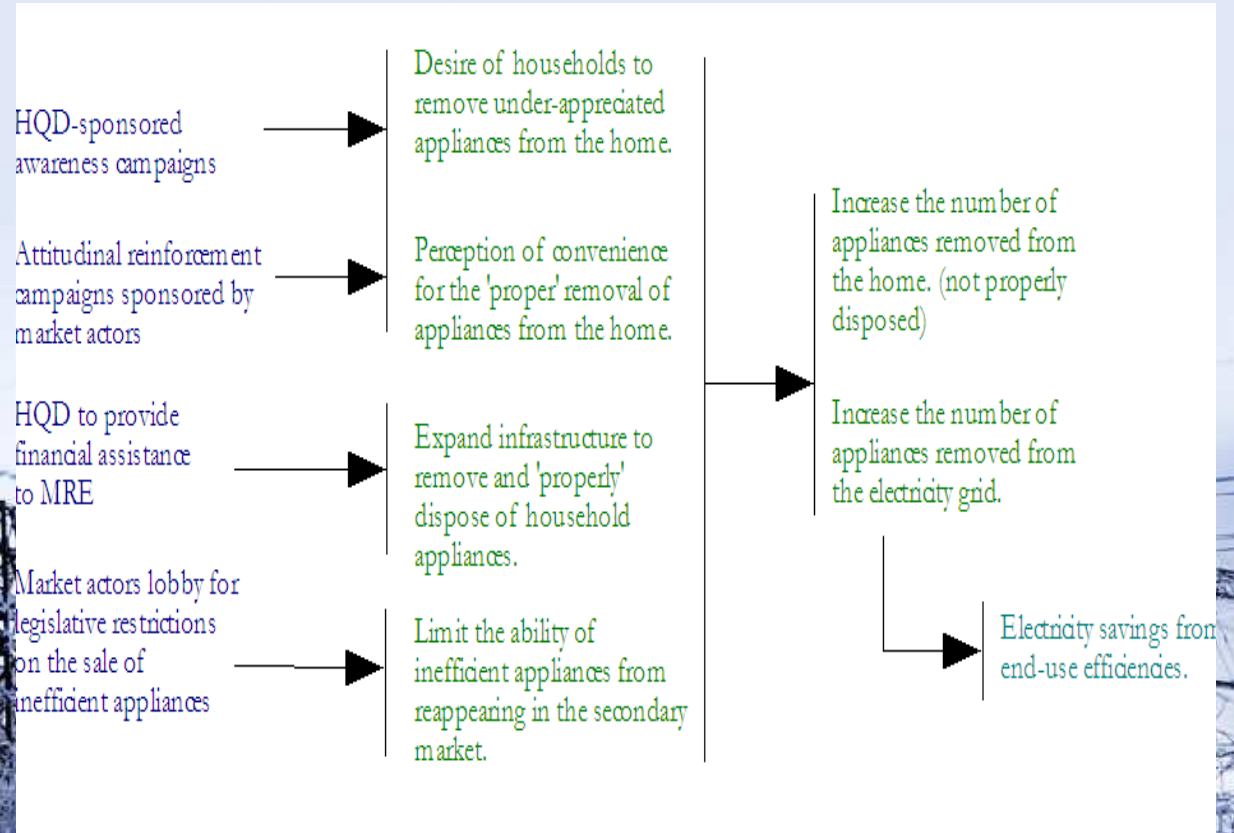 HQD-sponsored
awareness campaigns
Attitudinal reinforcement
campaigns sponsored by
market actors
HQD to provide
financial assistance
to MRE
Market actors lobby for
legislative restrictions
on the sale of
inefficient appliances
Desire of households to
remove under-appreciated
appliances from the home.
Perception of convenience
for the 'proper' removal of
appliances from the home.
Expand infrastructure to
remove and 'properly'
dispose of household
appliances.
Limit the ability of
inefficient appliances from
reappearing in the secondary
market.
Increase the number of
appliances removed from
the home. (not properly
disposed)
Increase the number of
appliances removed from
the electricity grid.
Electricity savings from
end-use efficiencies.